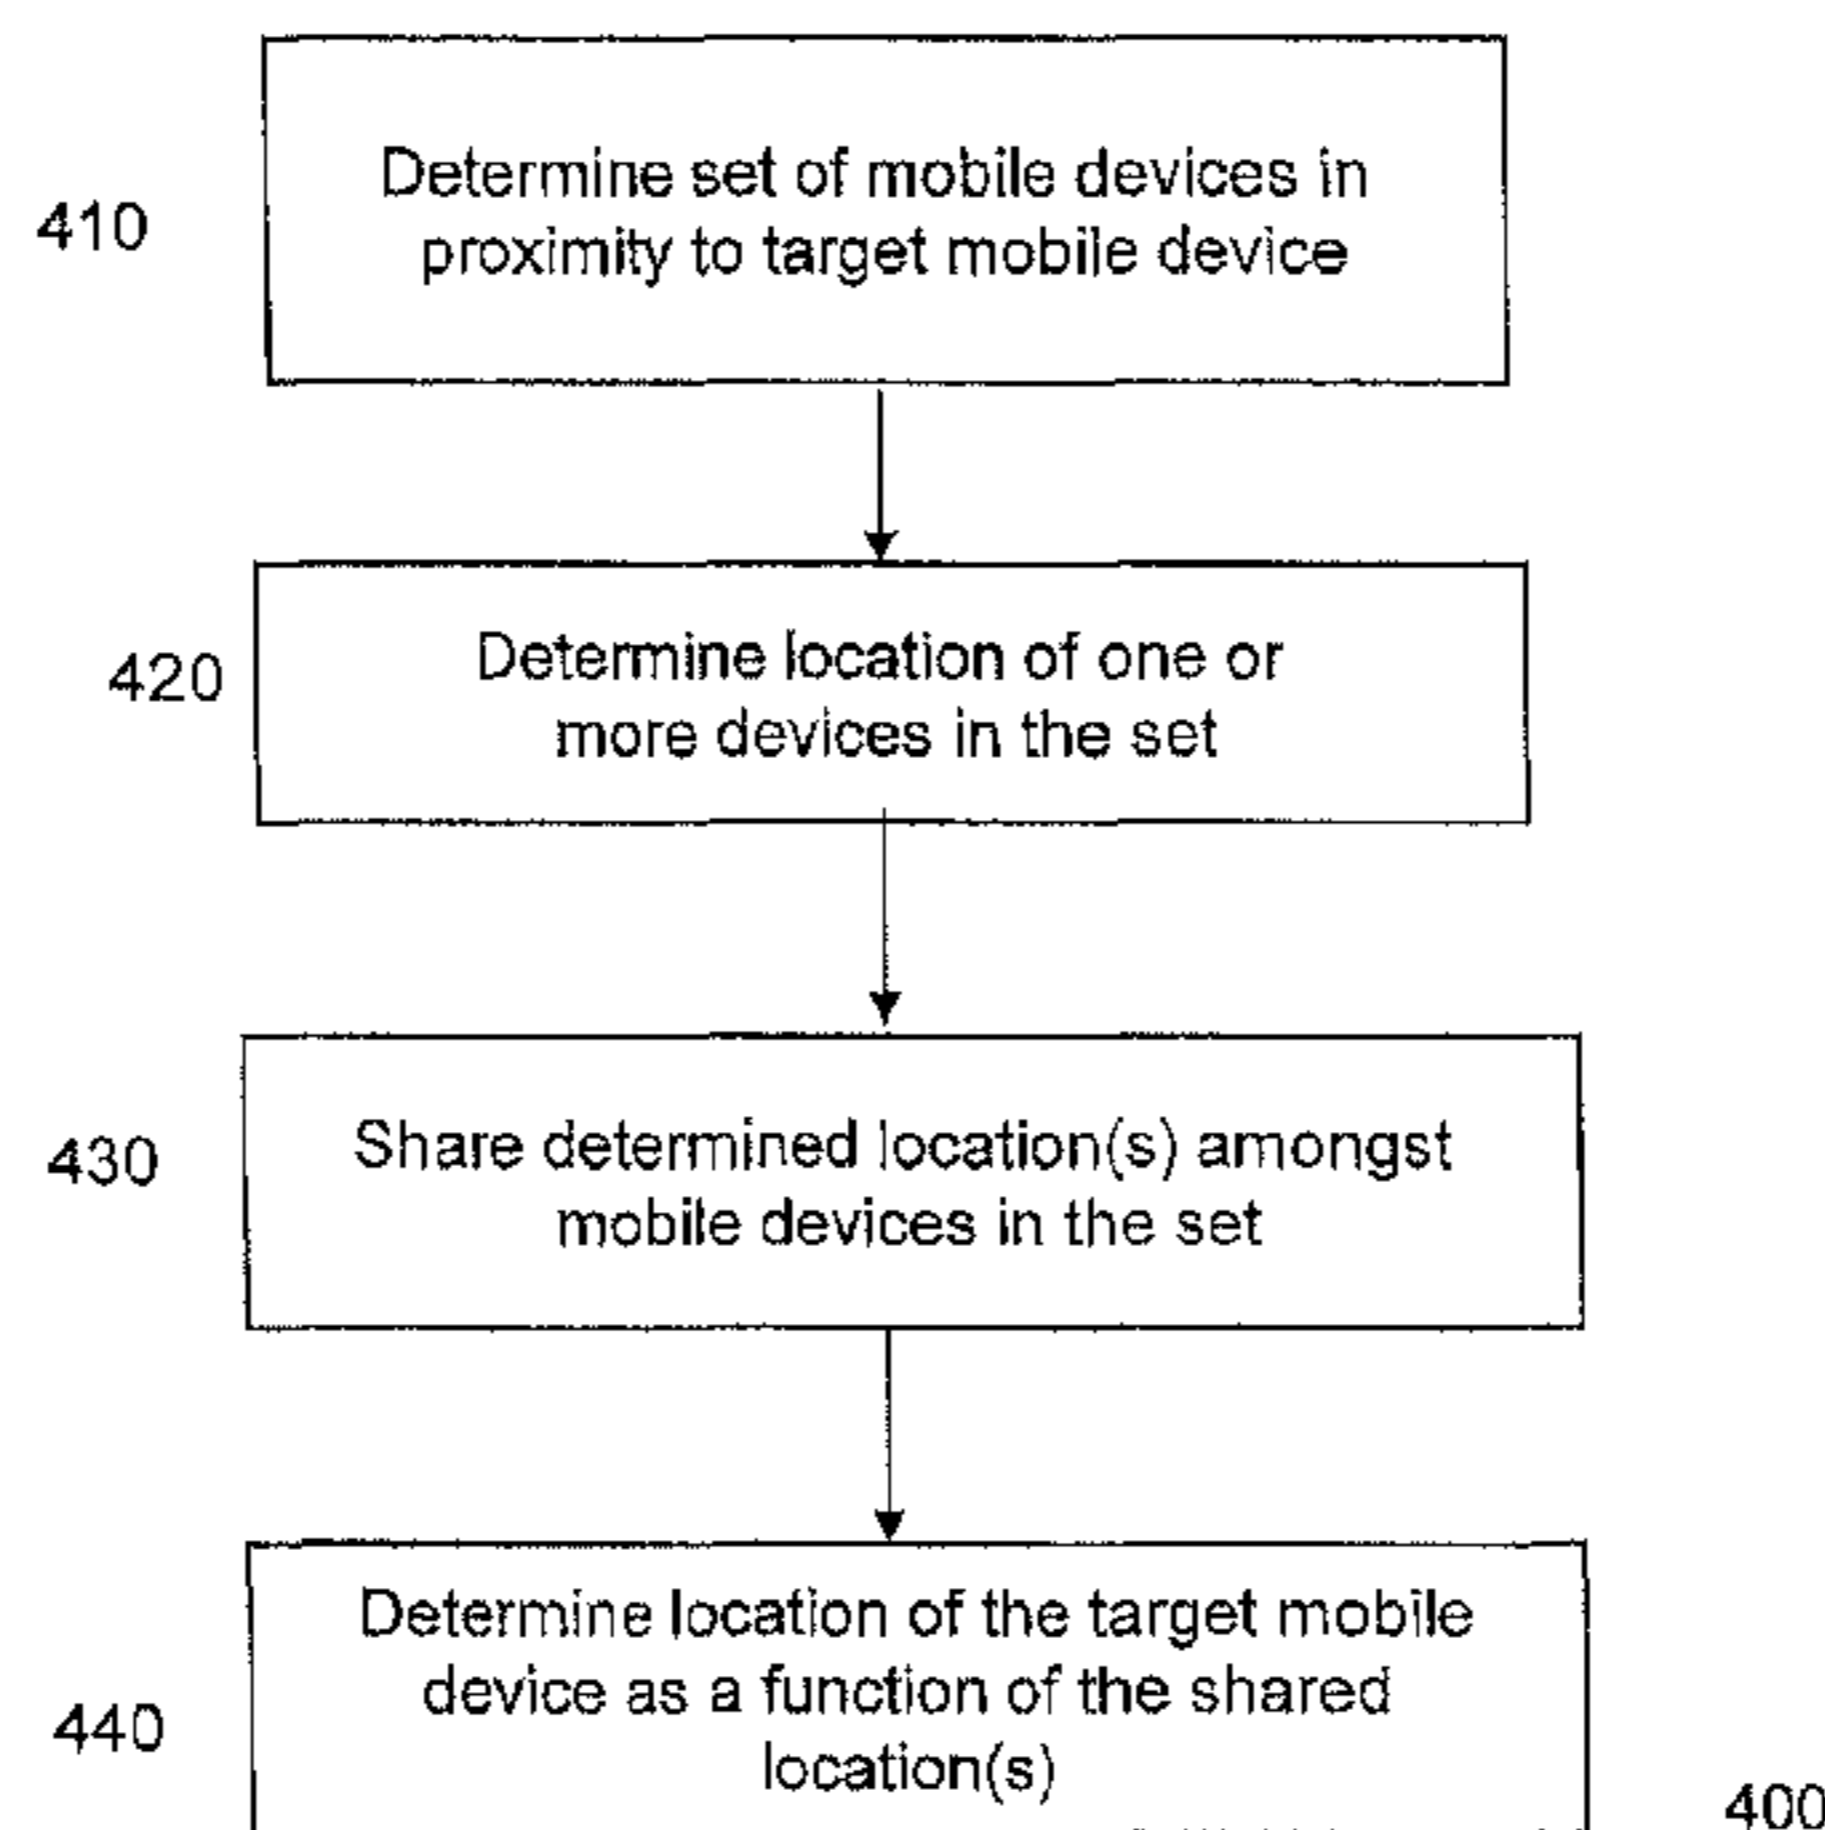 410
Determine set of mobile devices in
proximity to target mobile device
420
Determine location of one or
more devices in the set
430
Share determined location(s) amongst
mobile devices in the set
440
Determine location of the target mobile
device as a function of the shared
location(s)
400